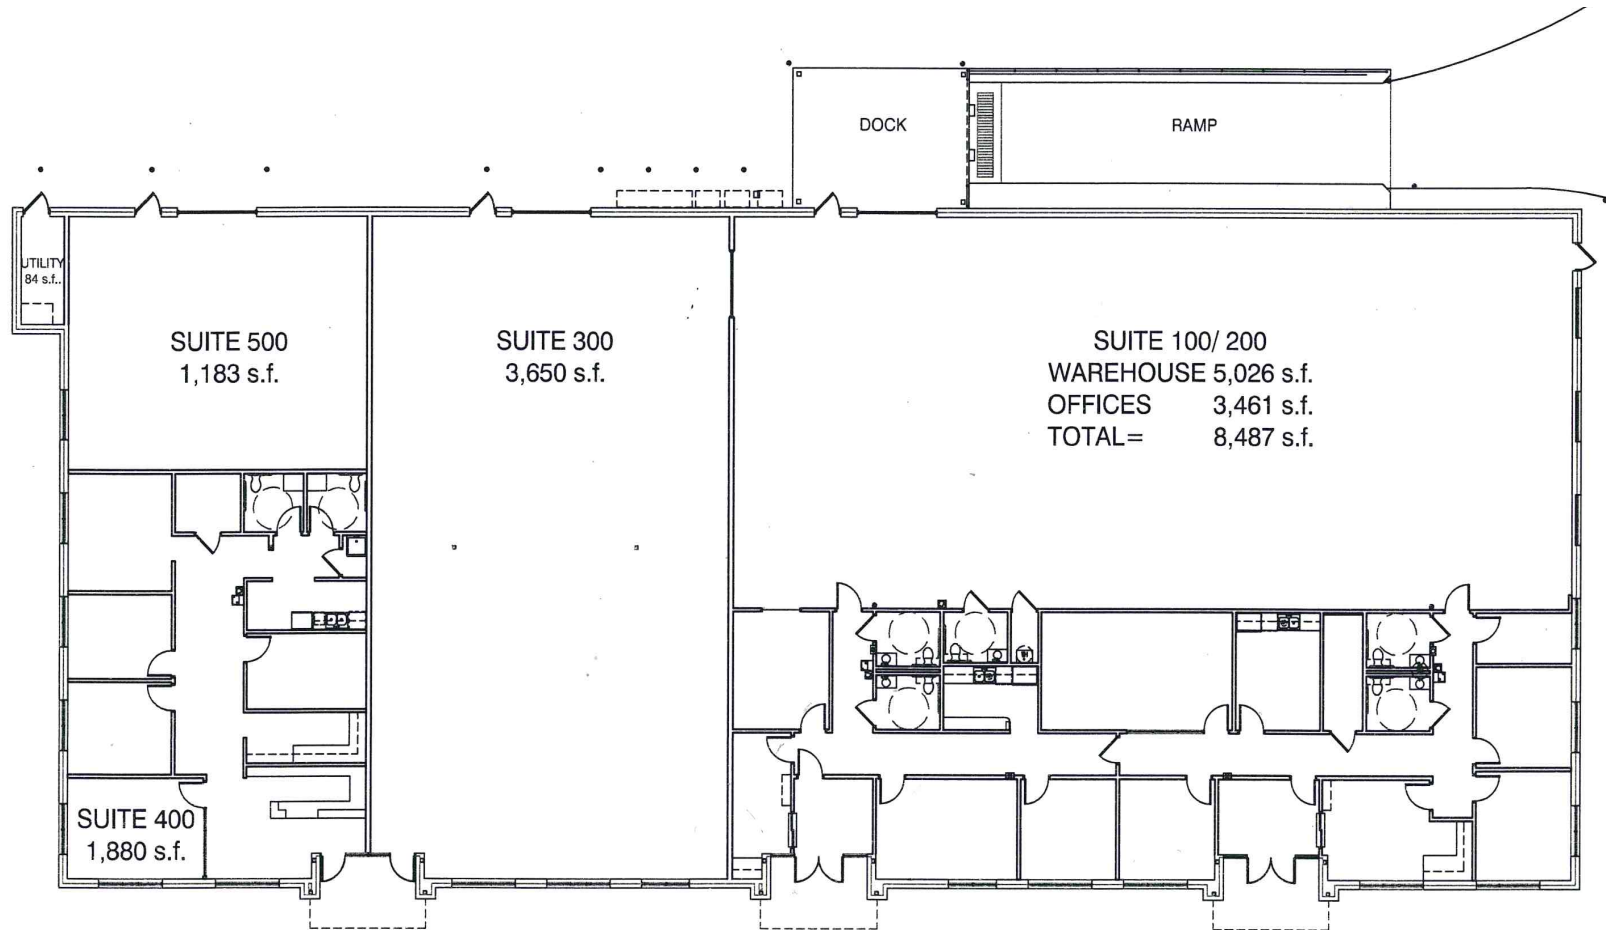 DOCK
RAMP
UTILITY
84 s.f..
SUITE 500
1,183 s.f.
SUITE 300
3,650 s.f.
SUITE 100/ 200
WAREHOUSE 5,026 s.f.
OFFICES 3,461 s.f.
TOTAL= 8,487 s.f.
SUITE 400
1,880 s.f.